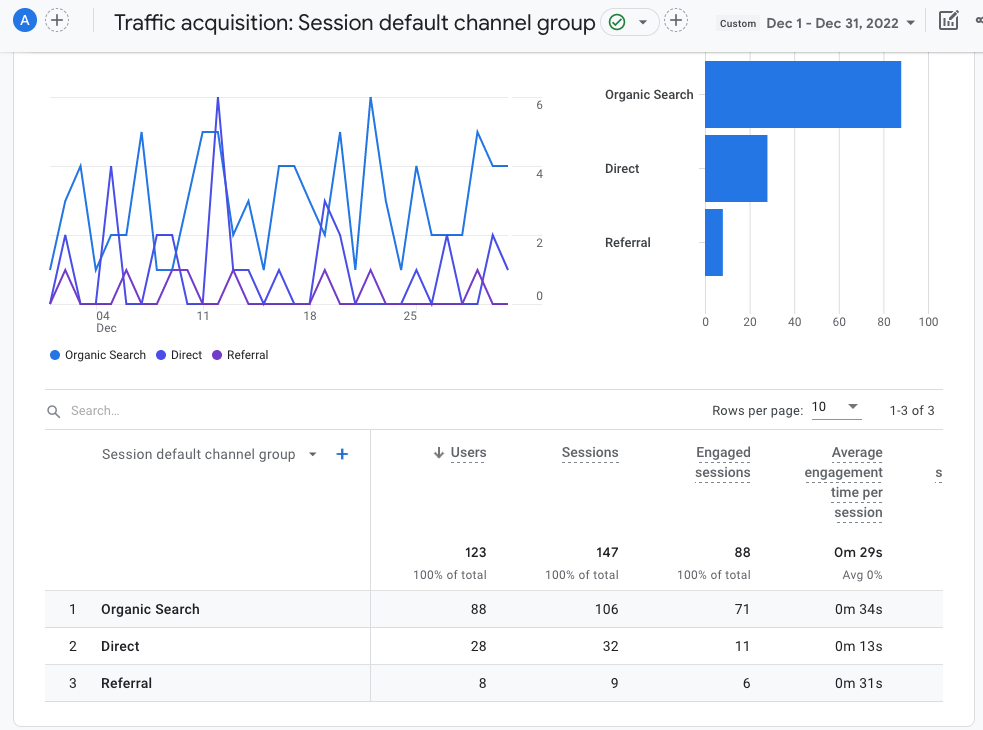 A
Traffic acquisition: Session default channel group
Custom Dec 1 - Dec 31, 2022
6
4
2
0
04
Dec
11
18
25
Organic Search
Direct
Referral
0 20 40 60 80 100
Organic Search Direct Referral
Search...
Rows per page: 10 1-3 of 3
Session default channel group
Users
Sessions
Engaged
sessions
Average
engagement
time per
session
s
123 147 88 0m 29s
100% of total 100% of total 100% of total Avg 0%
1 Organic Search 88 106 71 0m 34s
2 Direct 28 32 11 0m 13s
3 Referral 8 9 6 0m 31s